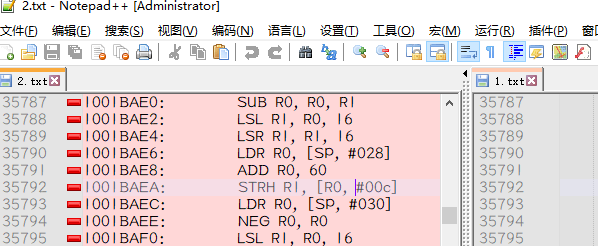 2.txt - Notepad++ [Administrator]
文件(F) 编辑(E) 搜索(S) 视图(V) 编码(N) 语言(L) 设置(T) 工具(O) 宏(M) 运行(R) 插件(P) 窗口
2.txt 1.txt
35787 1001BAE0: SUB R0, R0, R1 35787
35788 1001BAE2: LSL R1, R0, 16 35788
35789 1001BAE4: LSR R1, R1, 16 35789
35790 1001BAE6: LDR R0, [SP, #028] 35790
35791 1001BAE8: ADD R0, 60 35791
35792 1001BAEA: STRH R1, [R0, #00c] 35792
35793 1001BAEC: LDR R0, [SP, #030] 35793
35794 1001BAEE: NEG R0, R0 35794
35795 1001BAF0: LSL R1, R0, 16 35795